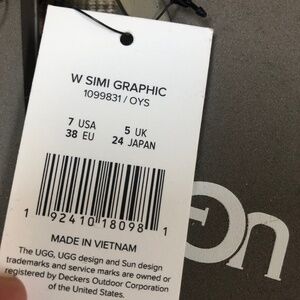 W SIMI GRAPHIC
1099831 / OYS
7 USA 5 UK
38 EU 24 JAPAN
1 92410 18098 1
MADE IN VIETNAM
The UGG, UGG design and Sun design
trademarks and service marks are owned or
registered by Deckers Outdoor Corporation
of the United States.
UG